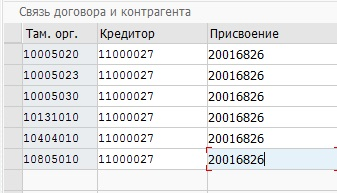 Связь договора и контрагента
Там. орг. Кредитор Присвоение
10005020 11000027 20016826
10005023 11000027 20016826
10005030 11000027 20016826
10131010 11000027 20016826
10404010 11000027 20016826
10805010 11000027 20016826